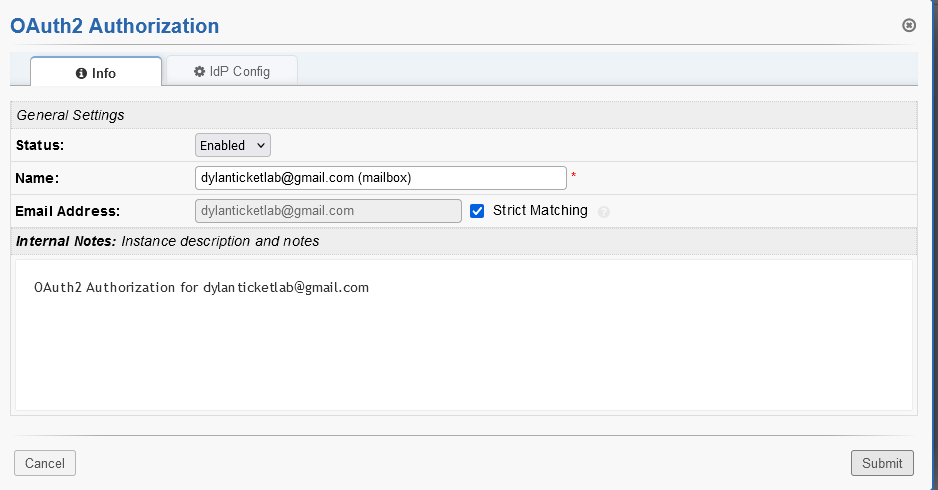 OAuth2 Authorization
Info
IdP Config
General Settings
Status:
Enabled
Name:
dylanticketlab@gmail.com (mailbox)
*
Email Address:
dylanticketlab@gmail.com
Strict Matching
?
Internal Notes: Instance description and notes
OAuth2 Authorization for dylanticketlab@gmail.com
Cancel
Submit